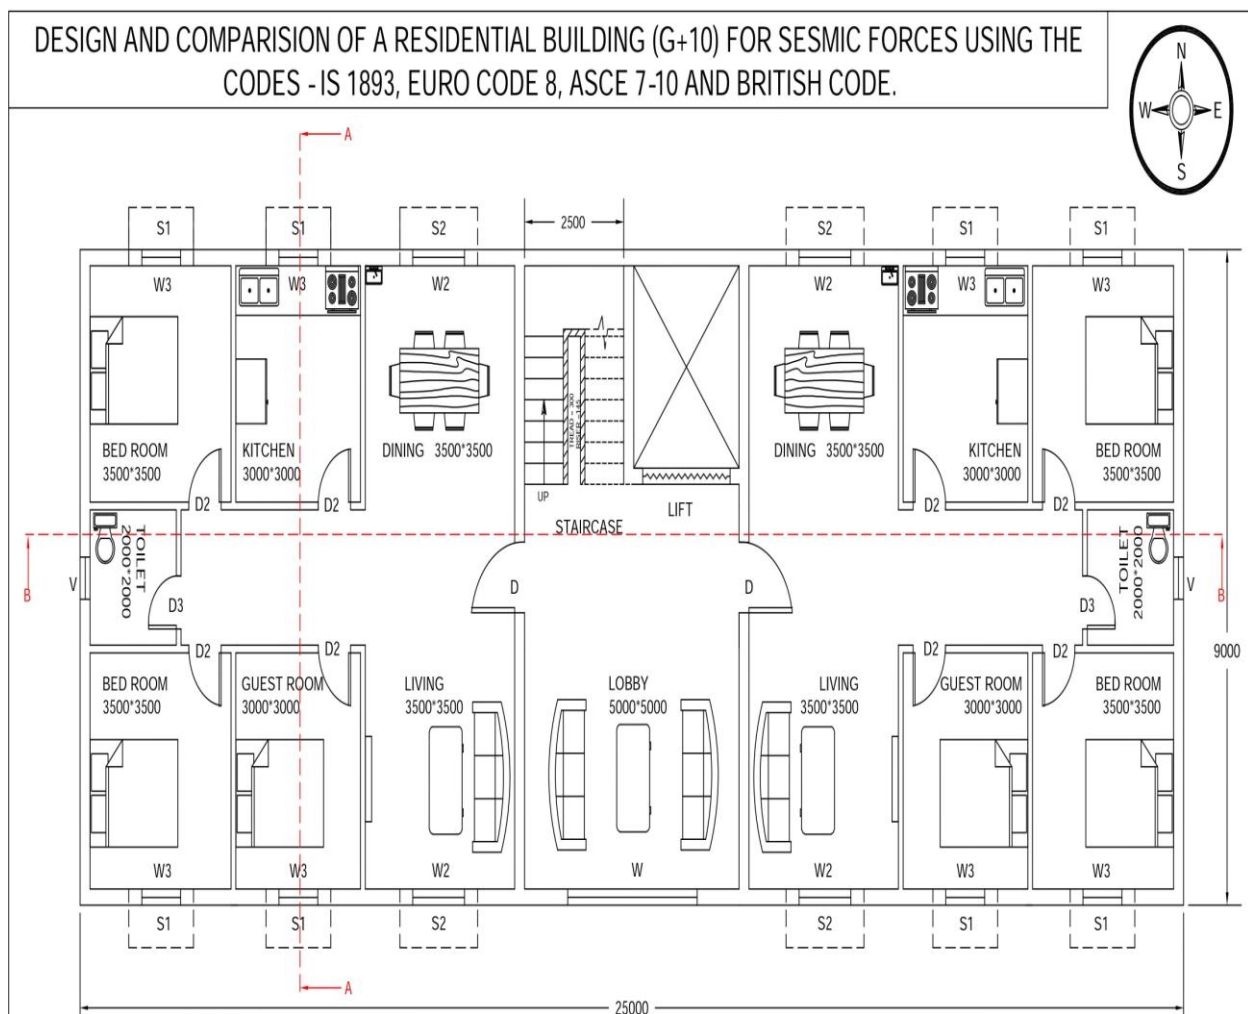 DESIGN AND COMPARISION OF A RESIDENTIAL BUILDING (G+10) FOR SESMIC FORCES USING THE
CODES - IS 1893, EURO CODE 8, ASCE 7-10 AND BRITISH CODE.
N
W E
S
A
S1 S1 S2 2500 S2 S1 S1
W3 W3 W2 W2 W3 W3
TREAD = 300
RISER =145
BED ROOM KITCHEN DINING 3500*3500 DINING 3500*3500 KITCHEN BED ROOM
3500*3500 3000*3000 3000*3000 3500*3500
UP
D2 D2 LIFT D2 D2
STAIRCASE
TOILET
2000*2000
TOILET
2000*2000
B V D D V B
D3 D3
D2 D2 D2 D2
9000
BED ROOM GUEST ROOM LIVING LOBBY LIVING GUEST ROOM BED ROOM
3500*3500 3000*3000 3500*3500 5000*5000 3500*3500 3000*3000 3500*3500
W3 W3 W2 W W2 W3 W3
S1 S1 S2 S2 S1 S1
A
25000